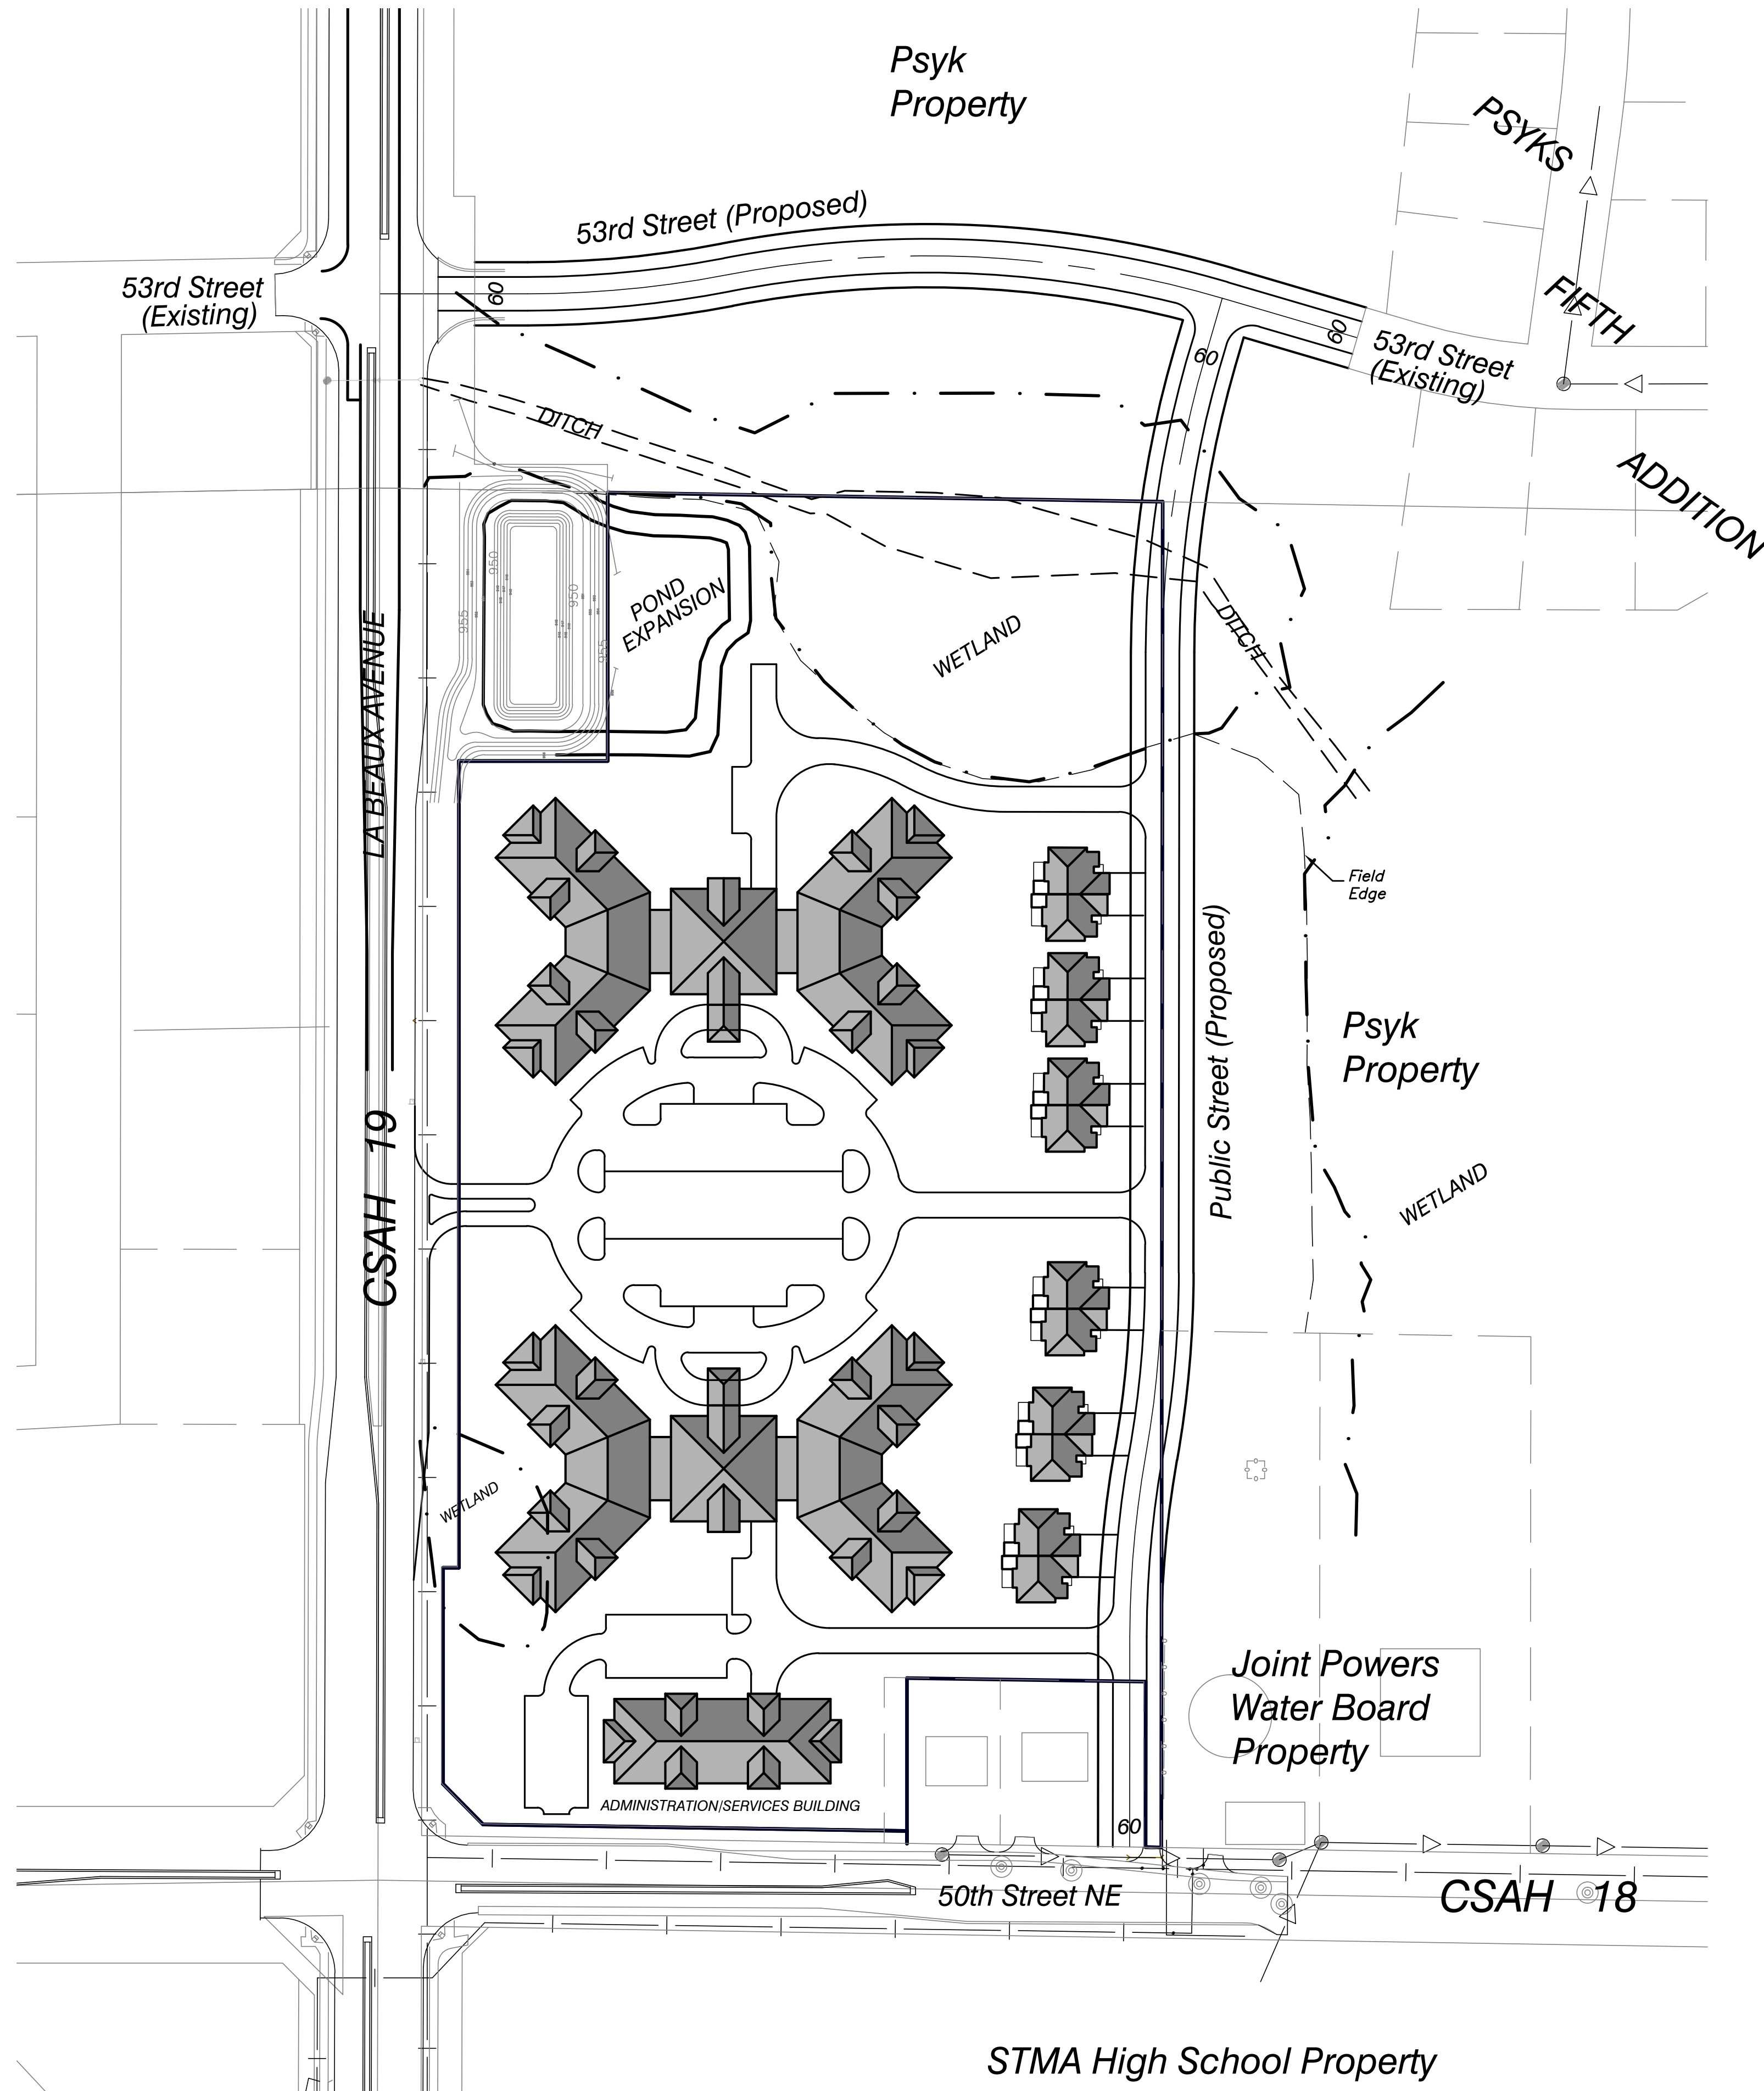 Psyk
Property
PSYKS
FIFTH
ADDITION
53rd Street (Proposed)
53rd Street
(Existing)
60
60
60
53rd Street
(Existing)
DITCH
950
950
955
955
POND
EXPANSION
WETLAND
DITCH
LA BEAUX AVENUE
Field
Edge
Public Street (Proposed)
Psyk
Property
CSAH 19
WETLAND
WETLAND
Joint Powers
Water Board
Property
ADMINISTRATION/SERVICES BUILDING
60
50th Street NE
CSAH 18
STMA High School Property